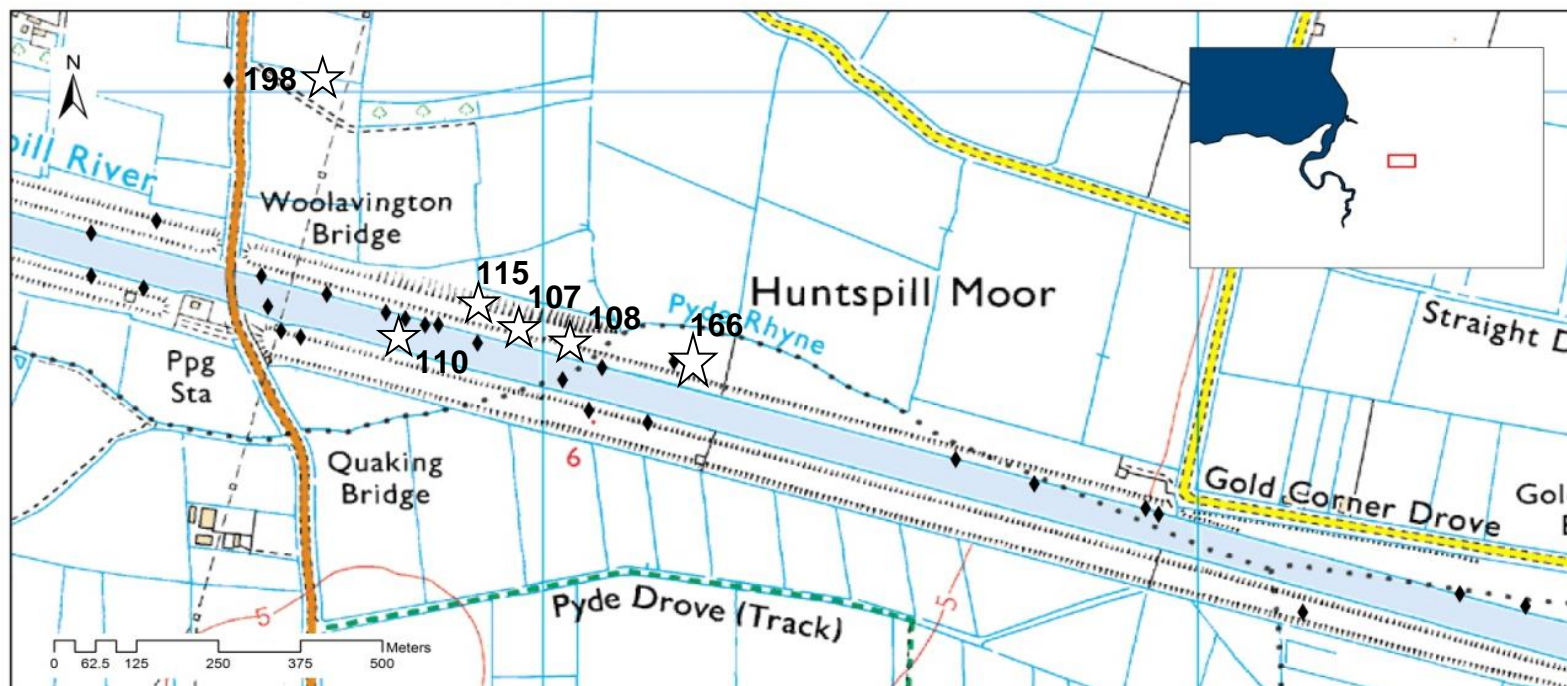 N
198
pill River
Woolavington
Bridge
115
107
108
166
110
Huntspill Moor
Pyde Rhyne
Straight D
Ppg
Sta
Quaking
Bridge
6
Gold Corner Drove
Gol
E
5
5
Pyde Drove (Track)
Meters
0 62.5 125 250 375 500